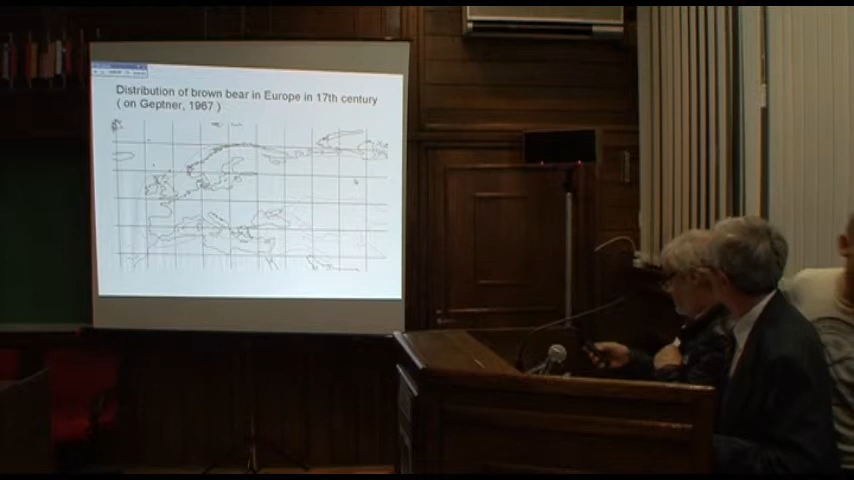 Distribution of brown bear in Europe in 17th century
( on Geptner, 1967 )